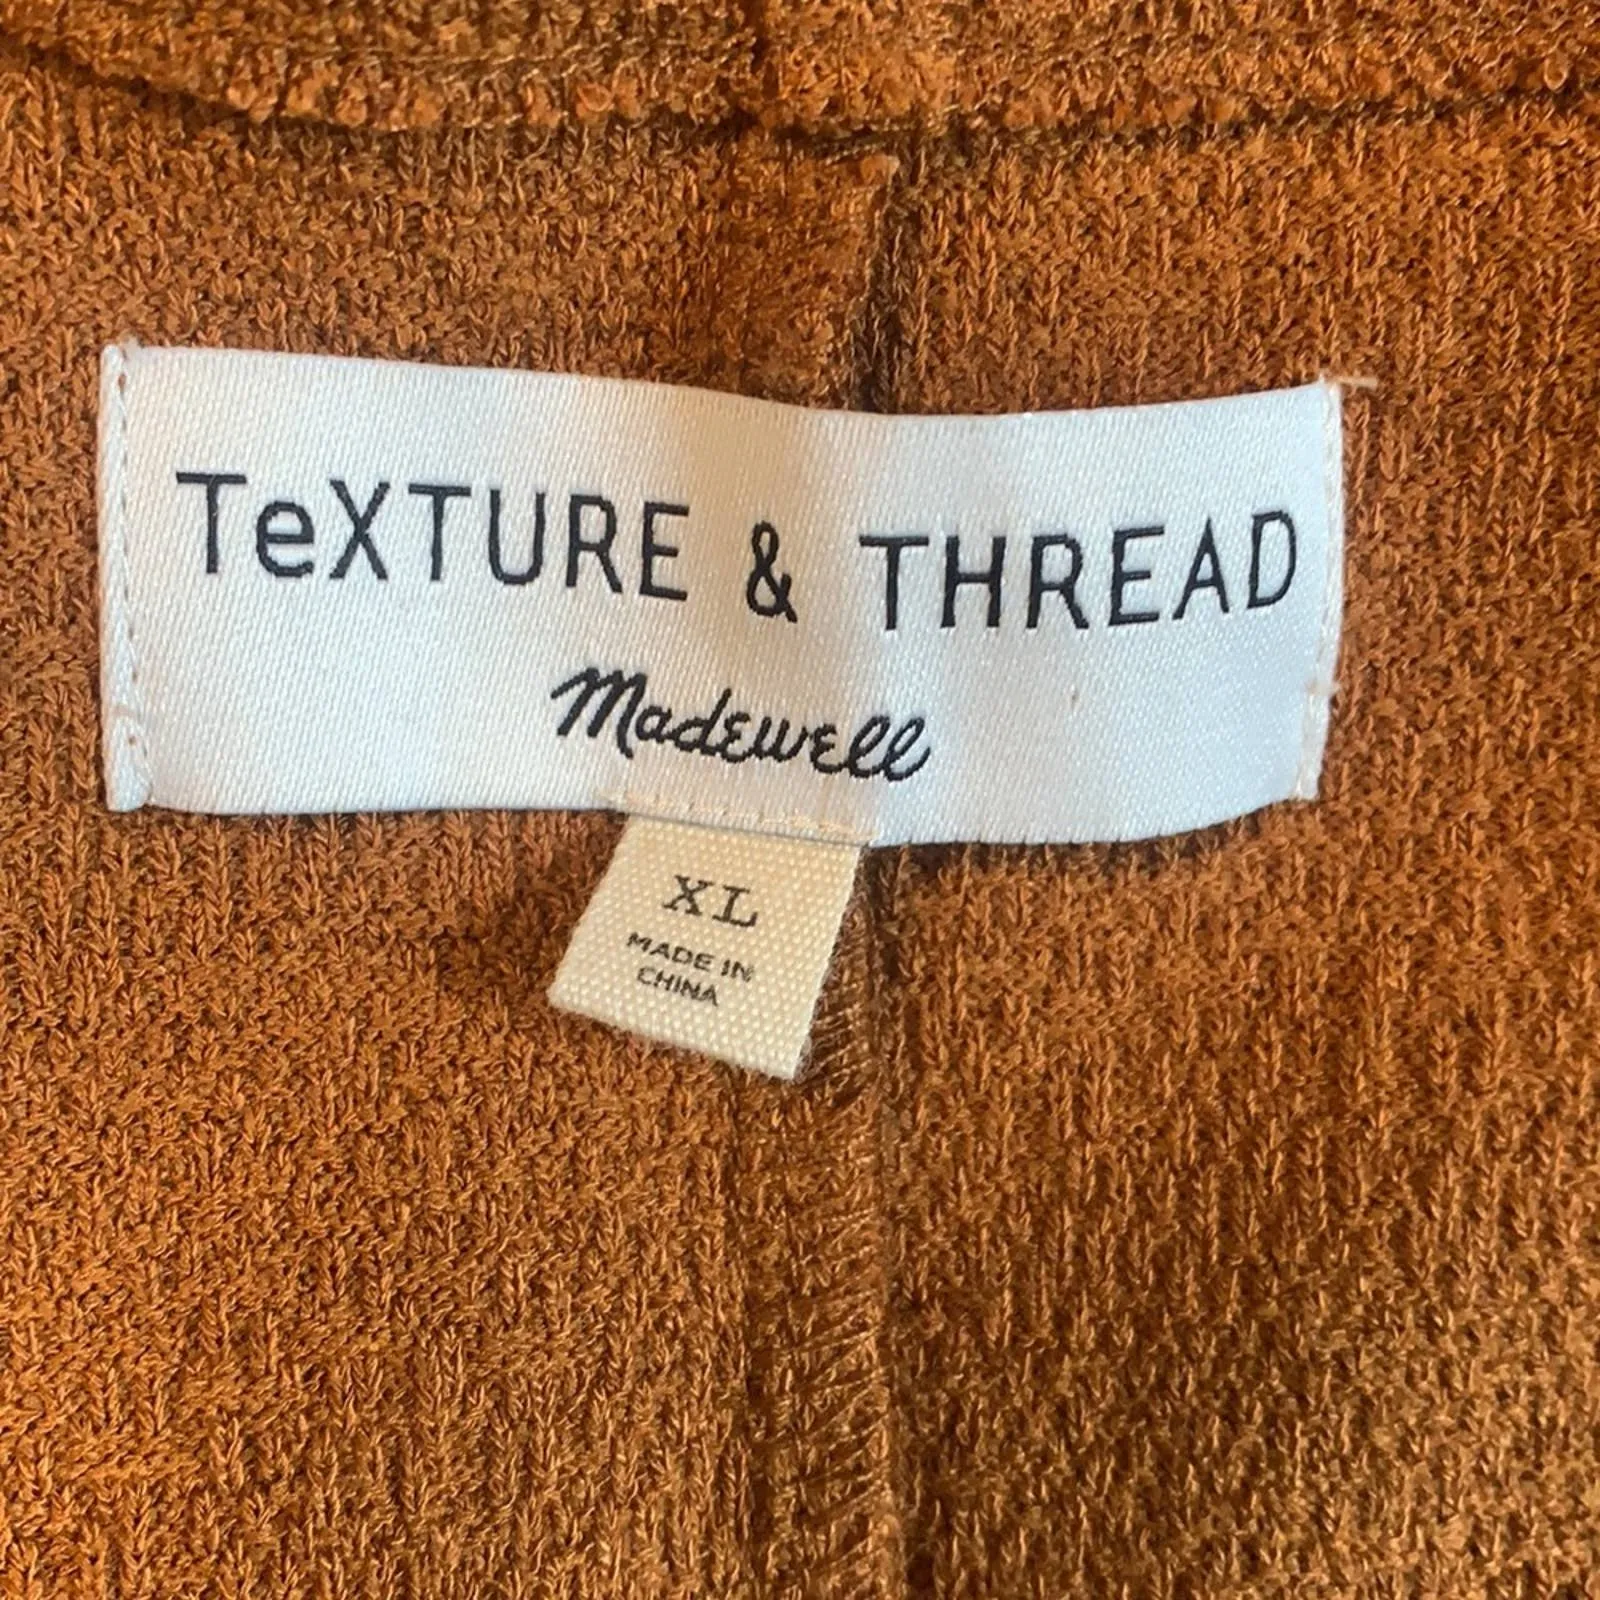 TeXTURE & THREAD
Madewell
XL
MADE IN
CHINA